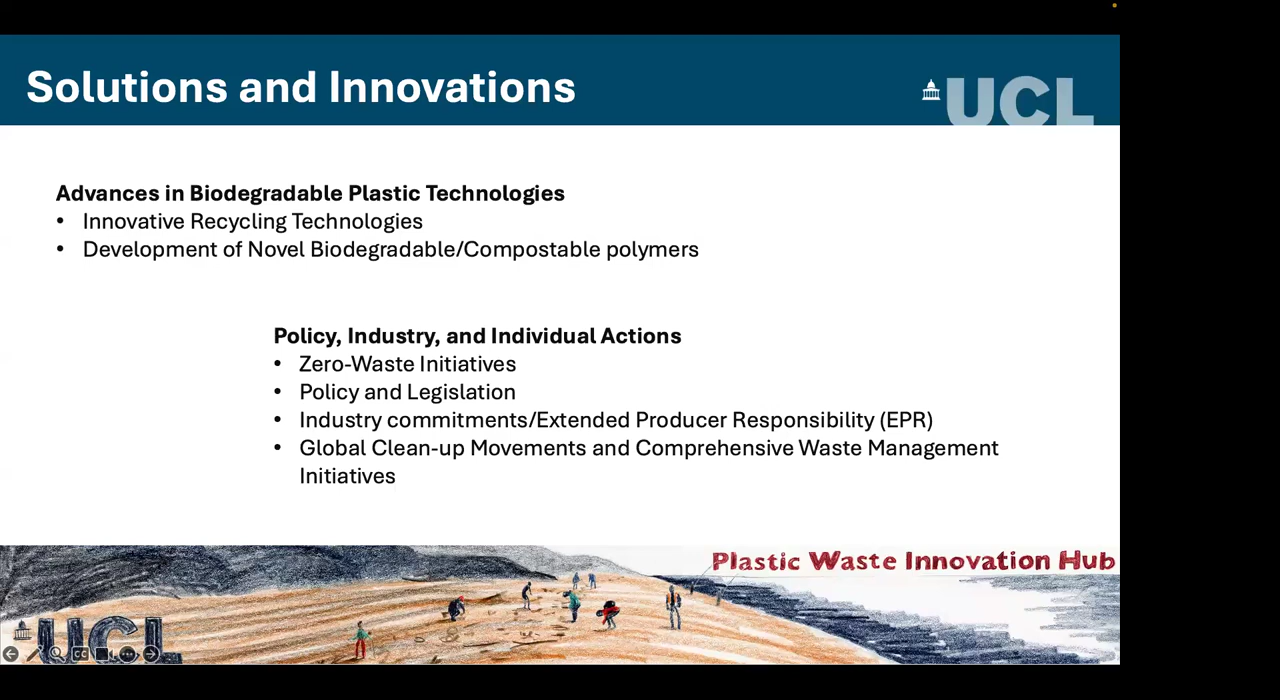 Solutions and Innovations
UCL
Advances in Biodegradable Plastic Technologies
• Innovative Recycling Technologies
• Development of Novel Biodegradable/Compostable polymers
Policy, Industry, and Individual Actions
• Zero-Waste Initiatives
• Policy and Legislation
• Industry commitments/Extended Producer Responsibility (EPR)
• Global Clean-up Movements and Comprehensive Waste Management
Initiatives
Plastic Waste Innovation Hub
UCL
CC